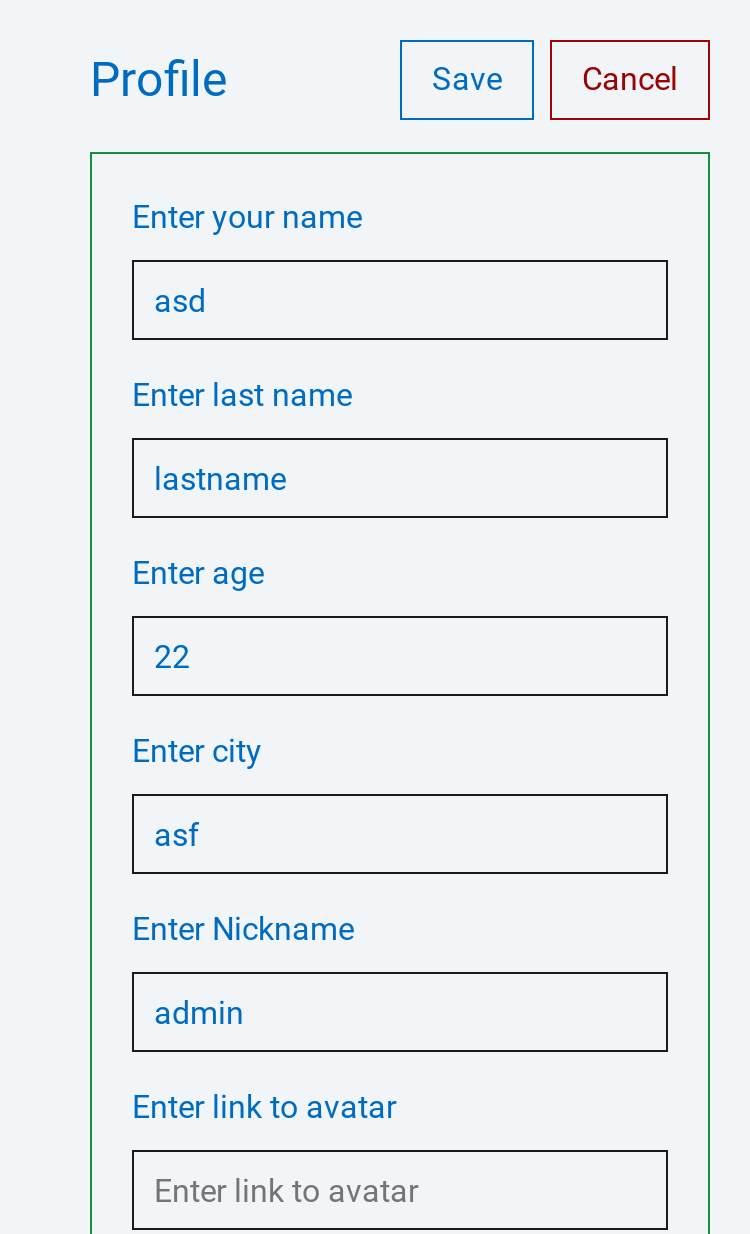 Profile
Save
Cancel
Enter your name
asd
Enter last name
lastname
Enter age
22
Enter city
asf
Enter Nickname
admin
Enter link to avatar
Enter link to avatar